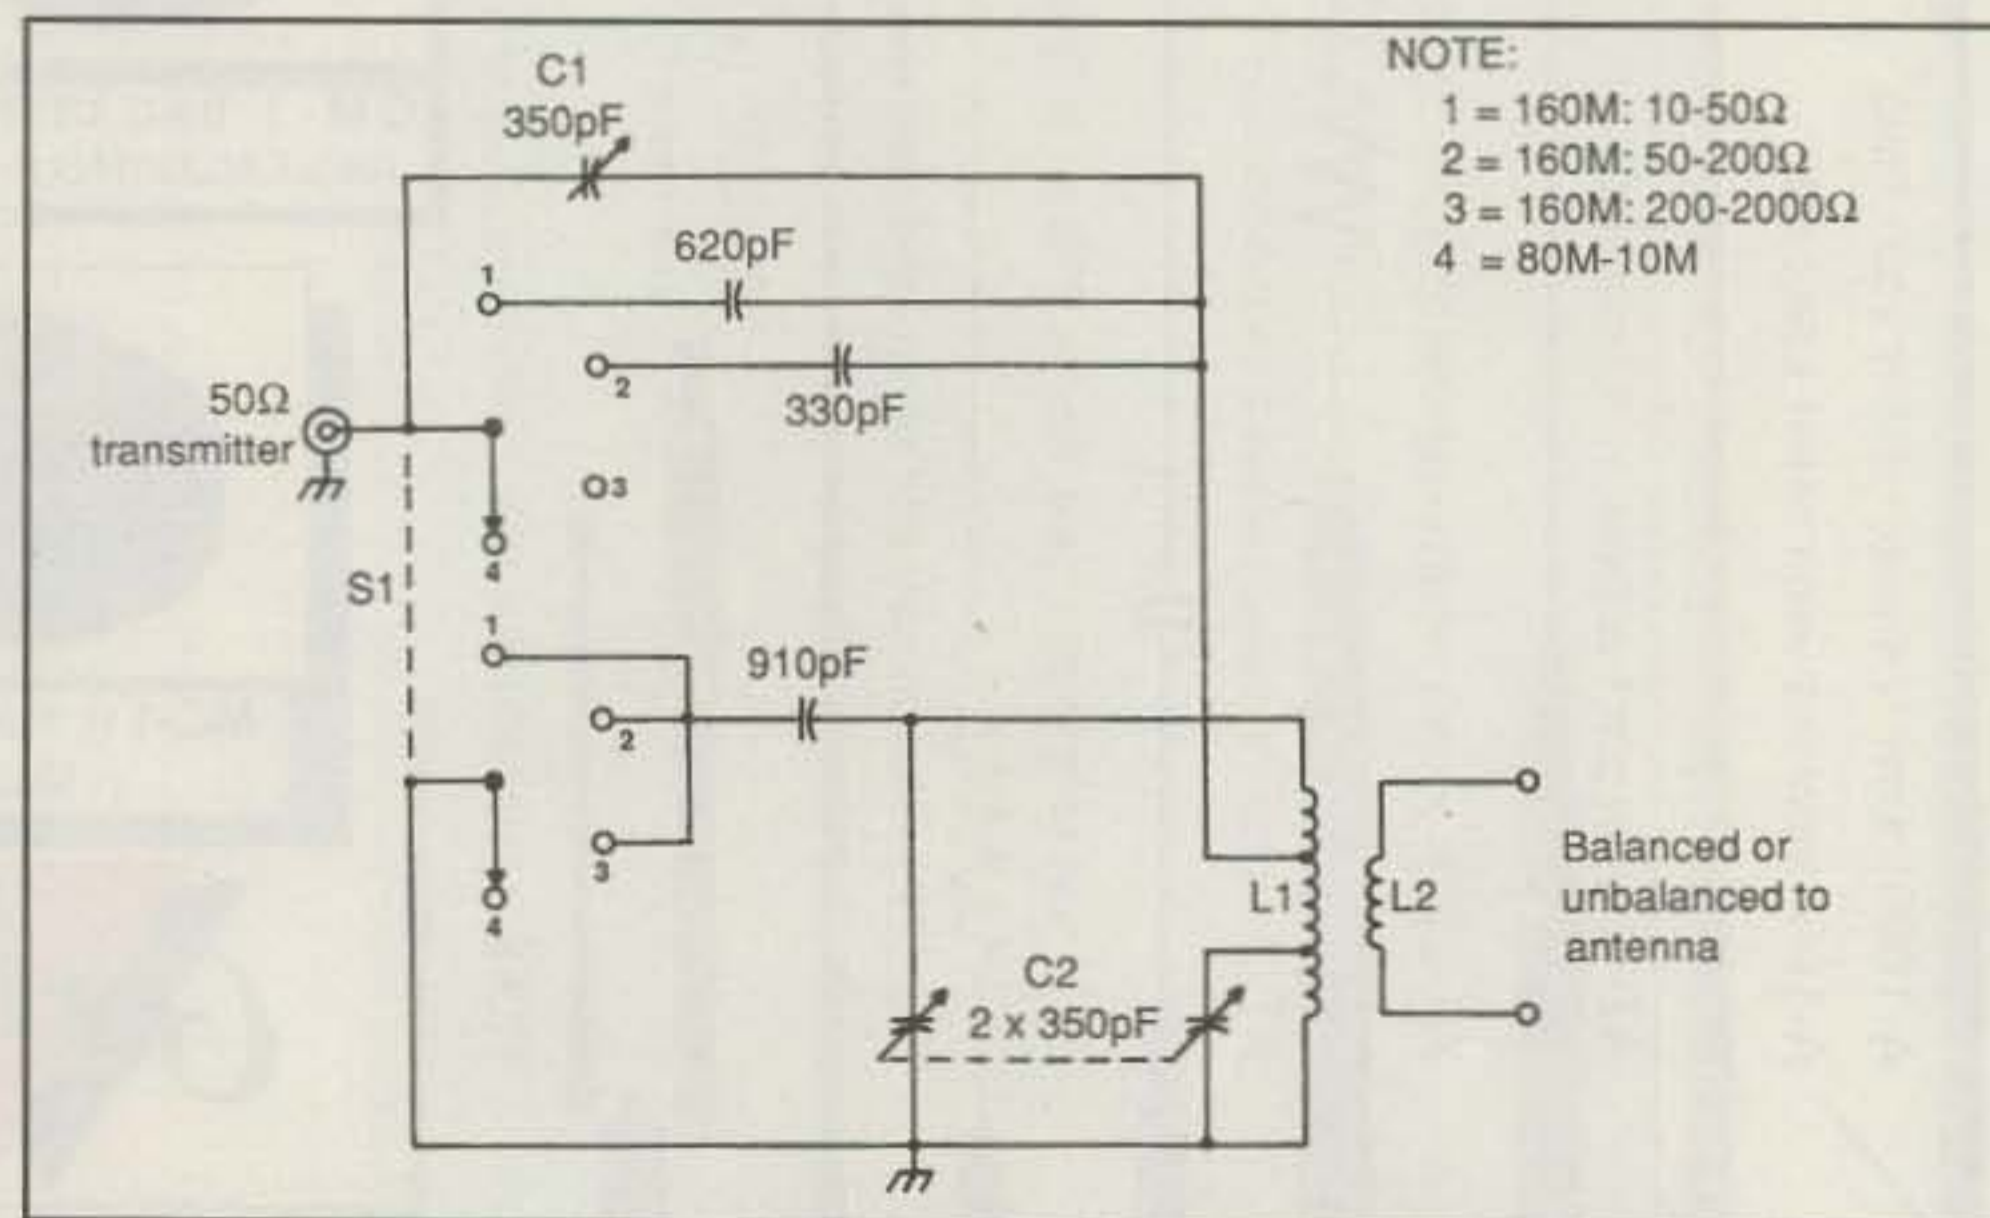 C1
350pF
NOTE:
1 = 160M: 10-50Ω
2 = 160M: 50-200Ω
3 = 160M: 200-2000Ω
4 = 80M-10M
620pF
1
2
330pF
50Ω
transmitter
3
4
S1
1
910pF
2
3
4
L1
L2
Balanced or
unbalanced to
antenna
C2
2 x 350pF